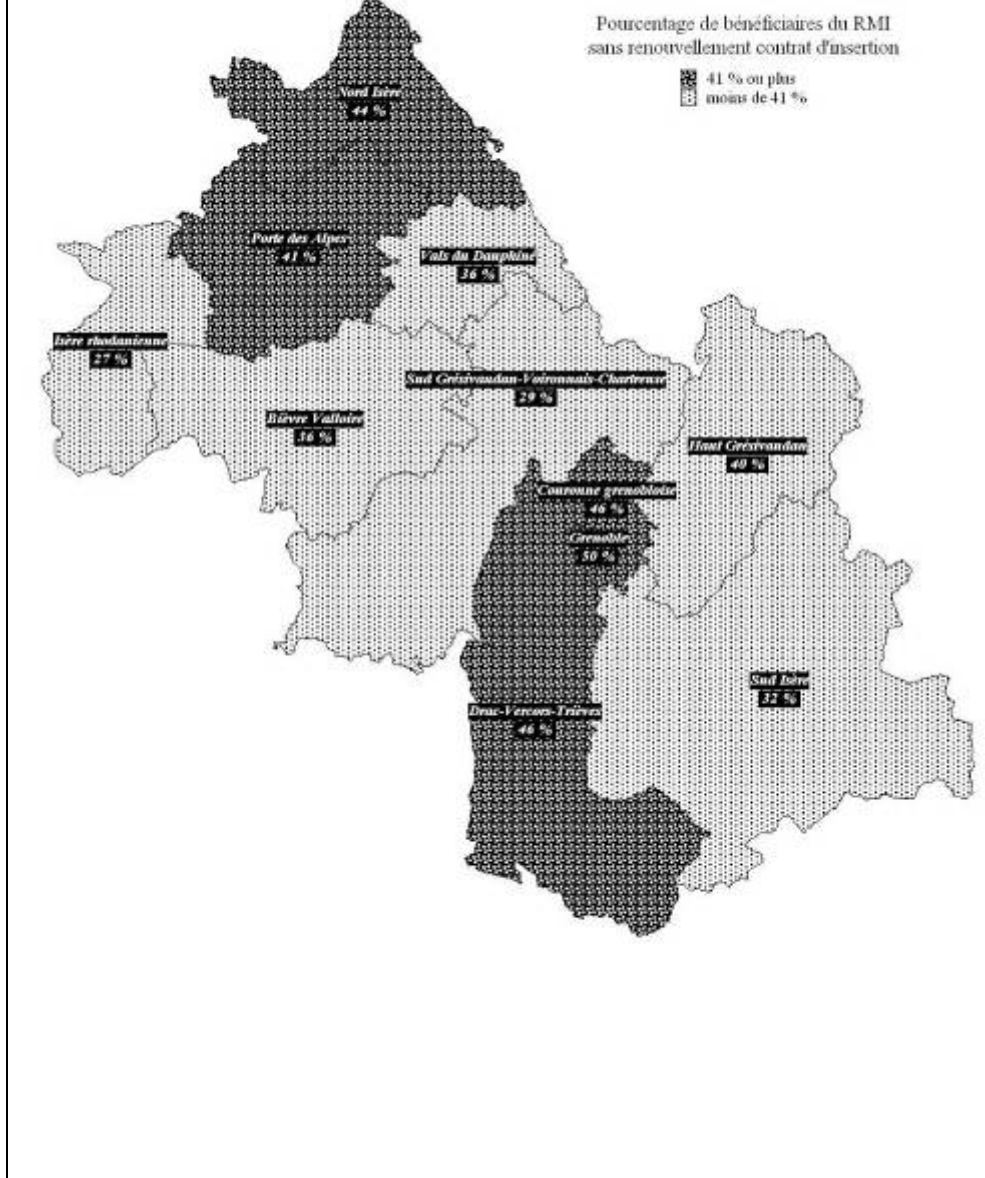 Pourcentage de bénéficiaires du RMI
sans renouvellement contrat d'insertion
41 % ou plus
moins de 41 %
Nord Isère
44 %
Porte des Alpes
41 %
Vals du Dauphiné
36 %
Isère rhodanienne
27 %
Sud Grésivaudan-Voironnais-Chartreuse
29 %
Bièvre Valloire
36 %
Haut Grésivaudan
40 %
Couronne grenobloise
46 %
Grenoble
50 %
Sud Isère
32 %
Drac-Vercors-Trièves
46 %